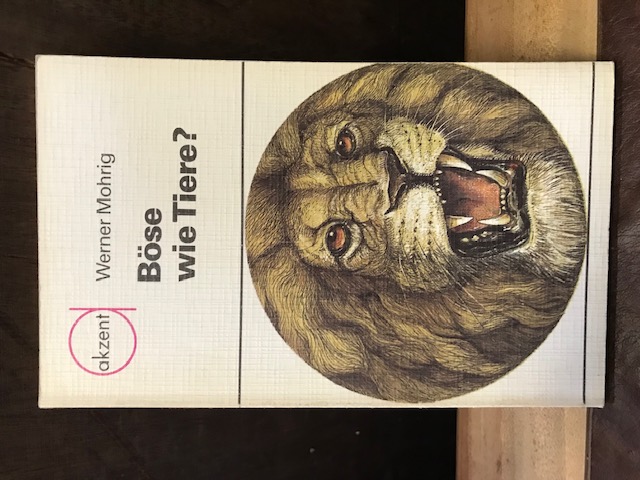 akzent
Werner Mohrig
Böse
wie Tiere?